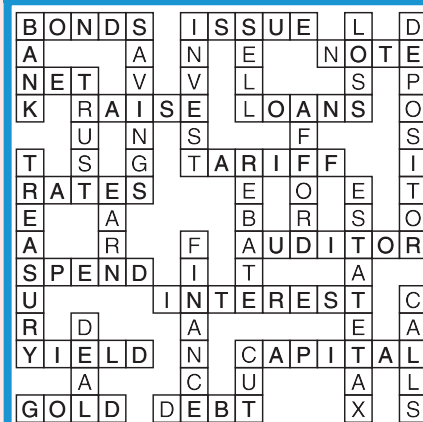 BONDS ISSUE L D
A A N E NOTE
NET V V L S P
K RAISE LOANS O
U N S F S
T S G TARIFF I
RATES E O E T
E A B R S O
A R F AUDITOR
SPEND I T A
U INTEREST C
R D A E A
YIELD N CAPITAL
A C U A L
GOLD DEBT X S